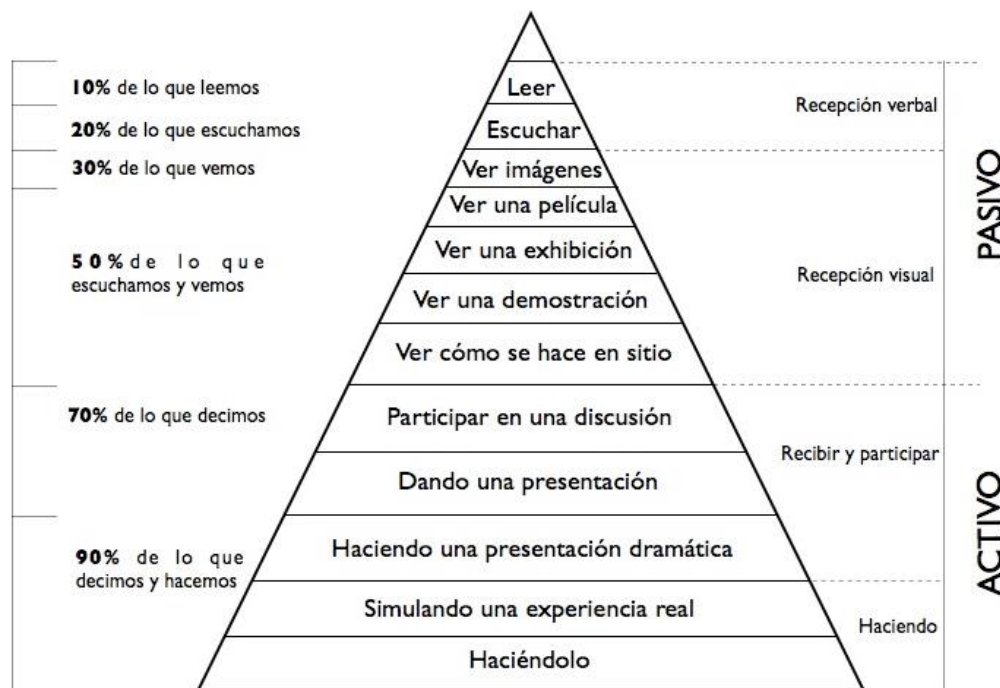 10% de lo que leemos
20% de lo que escuchamos
30% de lo que vemos
50% de lo que
escuchamos y vemos
70% de lo que decimos
90% de lo que
decimos y hacemos
Leer
Escuchar
Ver imágenes
Ver una película
Ver una exhibición
Ver una demostración
Ver cómo se hace en sitio
Participar en una discusión
Dando una presentación
Haciendo una presentación dramática
Simulando una experiencia real
Haciéndolo
Recepción verbal
Recepción visual
Recibir y participar
Haciendo
PASIVO
ACTIVO